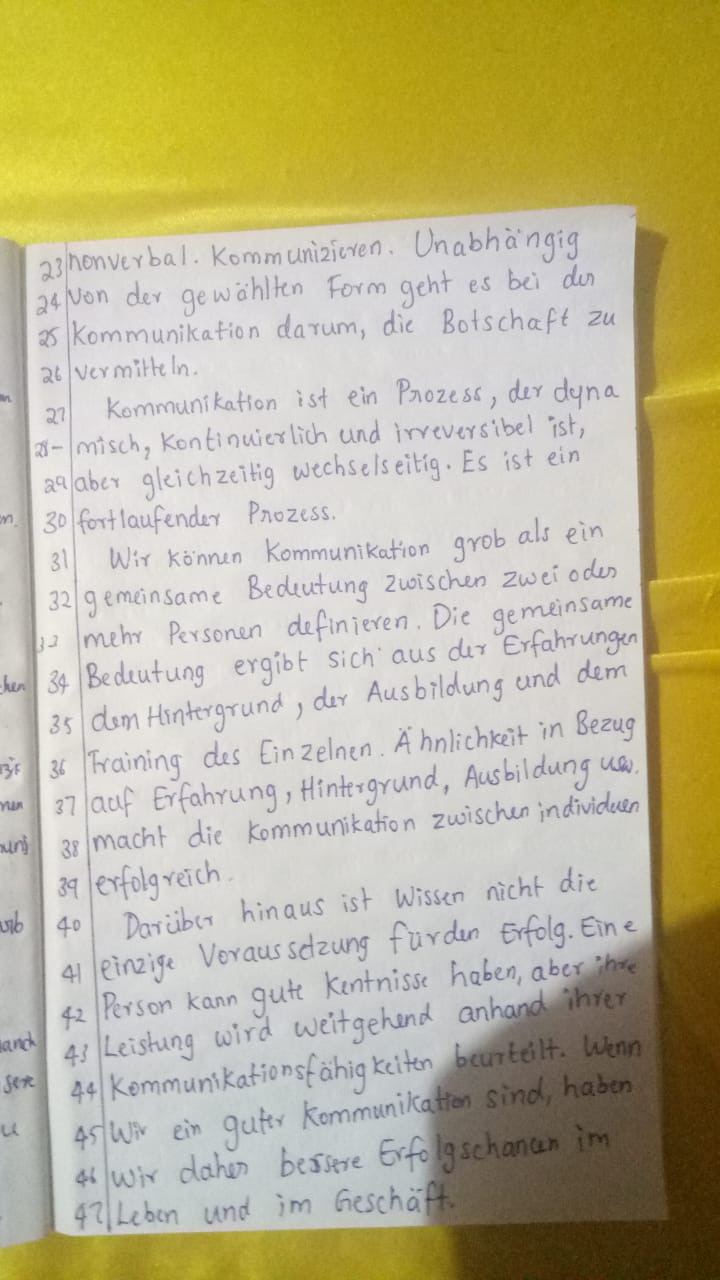 23 nonverbal. Kommunizieren. Unabhängig
24 Von der gewählten Form geht es bei der
25 Kommunikation darum, die Botschaft zu
26 vermitteln.
27 Kommunikation ist ein Prozess, der dyna
28- misch, Kontinuierlich und irreversibel ist,
29 aber gleichzeitig wechselseitig. Es ist ein
30 fortlaufender Prozess.
31 Wir können Kommunikation grob als ein
32 gemeinsame Bedeutung zwischen zwei oder
33 mehr Personen definieren. Die gemeinsame
34 Bedeutung ergibt sich aus der Erfahrungen
35 dem Hintergrund, der Ausbildung und dem
36 Training des Einzelnen. Ähnlichkeit in Bezug
37 auf Erfahrung, Hintergrund, Ausbildung usw.
38 macht die Kommunikation zwischen individuen
39 erfolgreich.
40 Darüber hinaus ist Wissen nicht die
41 einzige Voraussetzung für den Erfolg. Eine
42 Person kann gute Kentnisse haben, aber ihre
43 Leistung wird weitgehend anhand ihrer
44 Kommunikationsfähigkeiten beurteilt. Wenn
45 Wir ein guter Kommunikation sind, haben
46 Wir daher bessere Erfolgschancen im
47 Leben und im Geschäft.